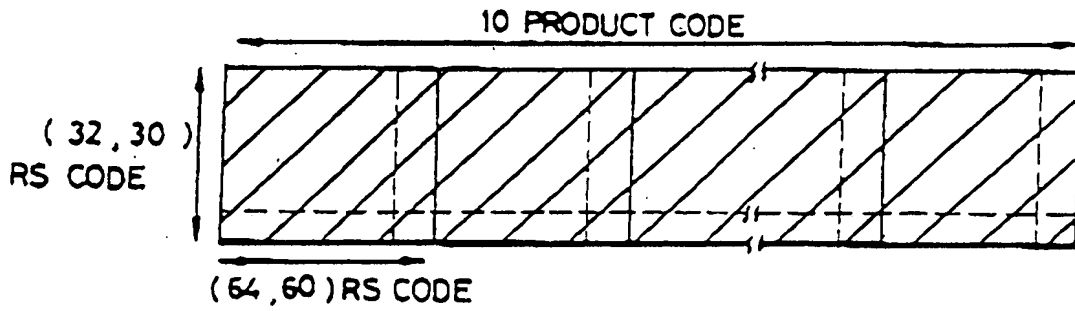 10 PRODUCT CODE
(32,30)
RS CODE
(64,60) RS CODE